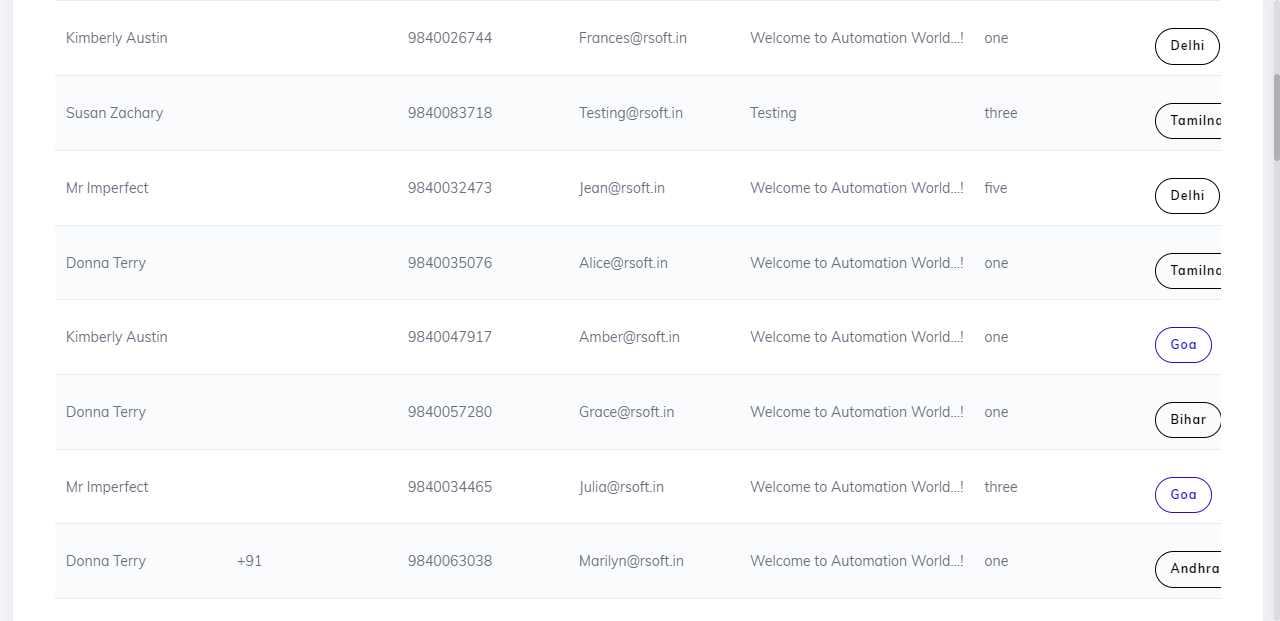 Kimberly Austin 9840026744 Frances@rsoft.in Welcome to Automation World...! one Delhi
Susan Zachary 9840083718 Testing@rsoft.in Testing three
Mr Imperfect 9840032473 Jean@rsoft.in Welcome to Automation World...! five Delhi
Donna Terry 9840035076 Alice@rsoft.in Welcome to Automation World...! one
Kimberly Austin 9840047917 Amber@rsoft.in Welcome to Automation World...! one Goa
Donna Terry 9840057280 Grace@rsoft.in Welcome to Automation World...! one Bihar
Mr Imperfect 9840034465 Julia@rsoft.in Welcome to Automation World...! three Goa
Donna Terry +91 9840063038 Marilyn@rsoft.in Welcome to Automation World...! one Andhra